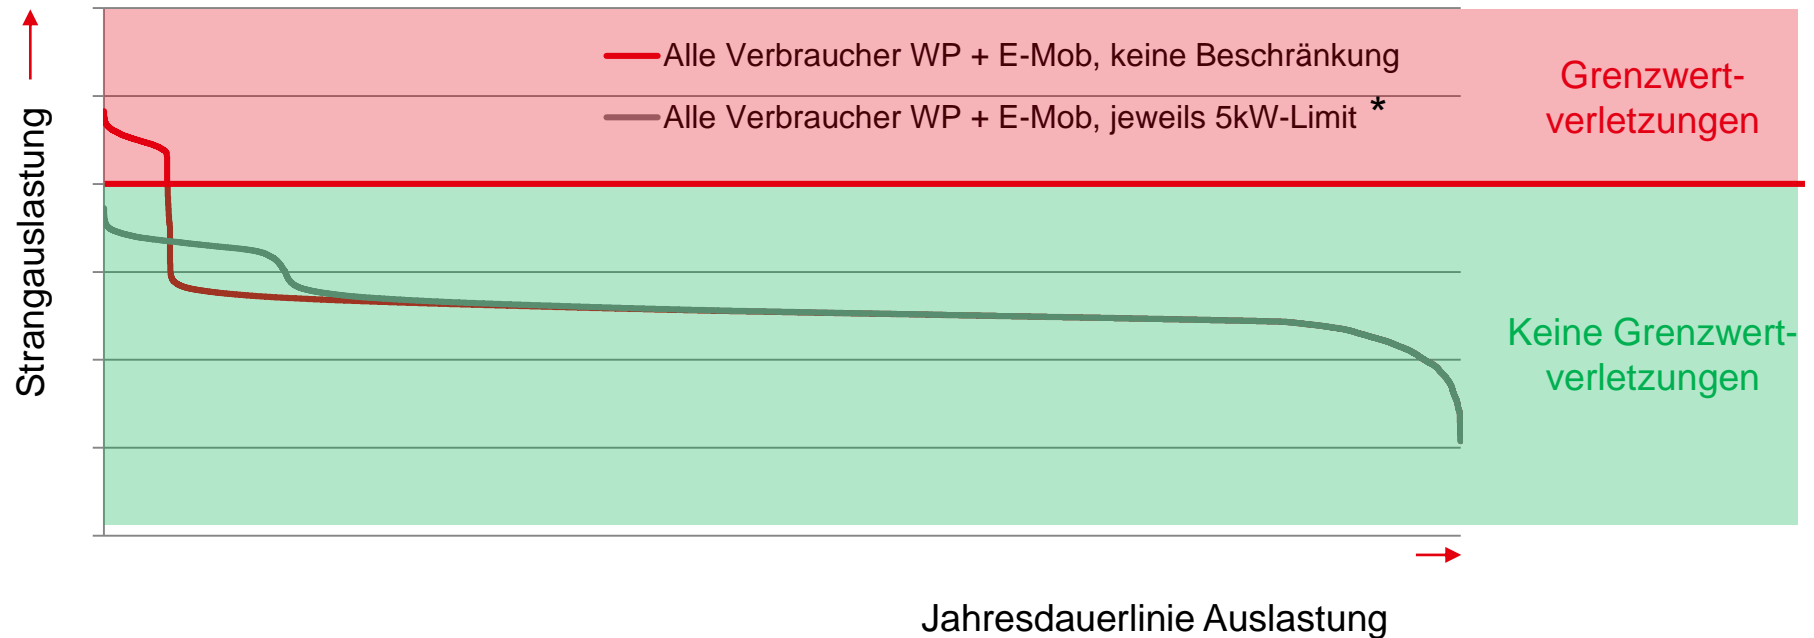 Strangauslastung
Alle Verbraucher WP + E-Mob, keine Beschränkung
Alle Verbraucher WP + E-Mob, jeweils 5kW-Limit *
Grenzwert-
verletzungen
Keine Grenzwert-
verletzungen
Jahresdauerlinie Auslastung